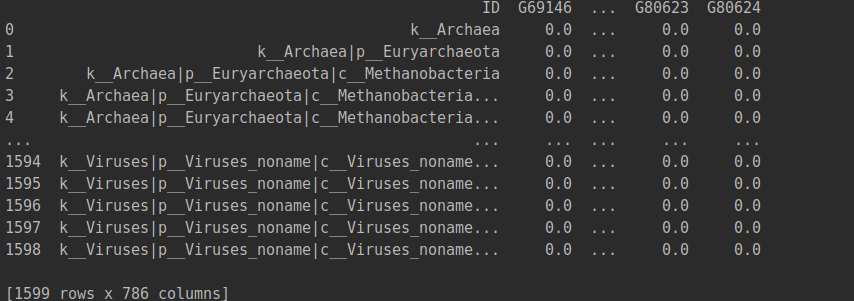 ID G69146 ... G80623 G80624
0 k__Archaea 0.0 ... 0.0 0.0
1 k__Archaea|p__Euryarchaeota 0.0 ... 0.0 0.0
2 k__Archaea|p__Euryarchaeota|c__Methanobacteria 0.0 ... 0.0 0.0
3 k__Archaea|p__Euryarchaeota|c__Methanobacteria... 0.0 ... 0.0 0.0
4 k__Archaea|p__Euryarchaeota|c__Methanobacteria... 0.0 ... 0.0 0.0
... ... ... ... ... ...
1594 k__Viruses|p__Viruses_noname|c__Viruses_noname... 0.0 ... 0.0 0.0
1595 k__Viruses|p__Viruses_noname|c__Viruses_noname... 0.0 ... 0.0 0.0
1596 k__Viruses|p__Viruses_noname|c__Viruses_noname... 0.0 ... 0.0 0.0
1597 k__Viruses|p__Viruses_noname|c__Viruses_noname... 0.0 ... 0.0 0.0
1598 k__Viruses|p__Viruses_noname|c__Viruses_noname... 0.0 ... 0.0 0.0
[1599 rows x 786 columns]